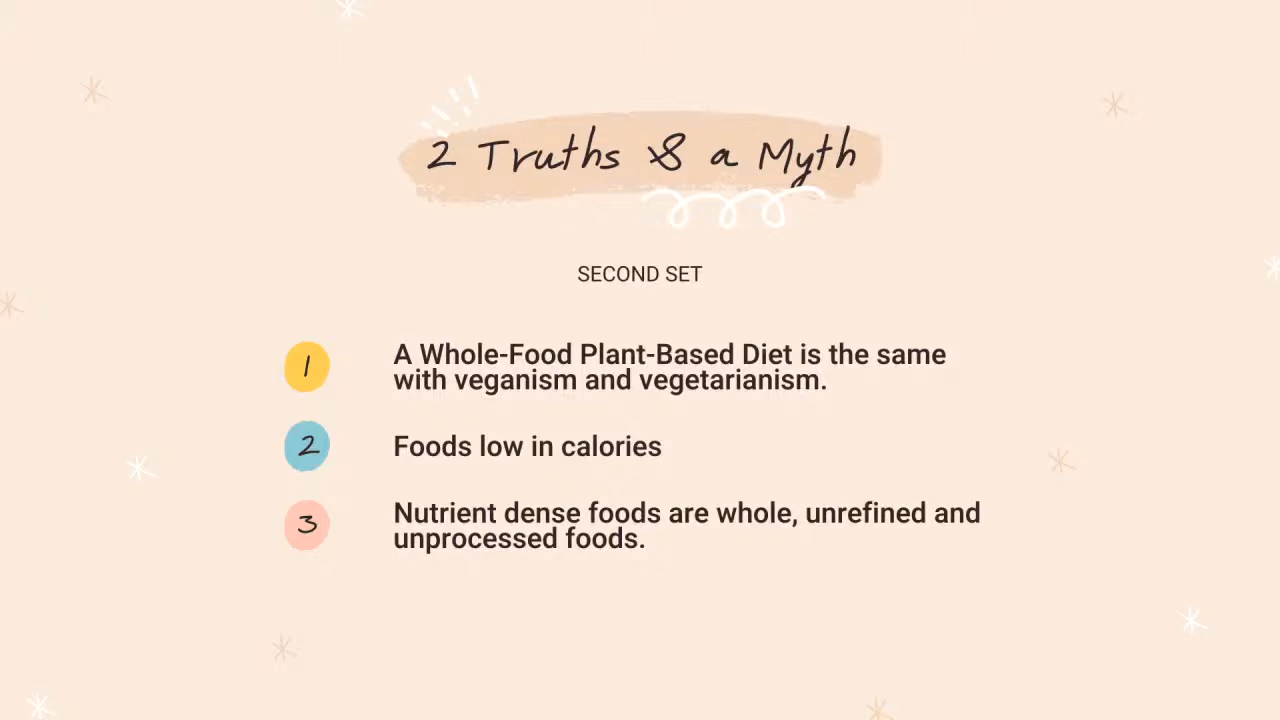 2 Truths & a Myth
SECOND SET
1
A Whole-Food Plant-Based Diet is the same
with veganism and vegetarianism.
2
Foods low in calories
3
Nutrient dense foods are whole, unrefined and
unprocessed foods.